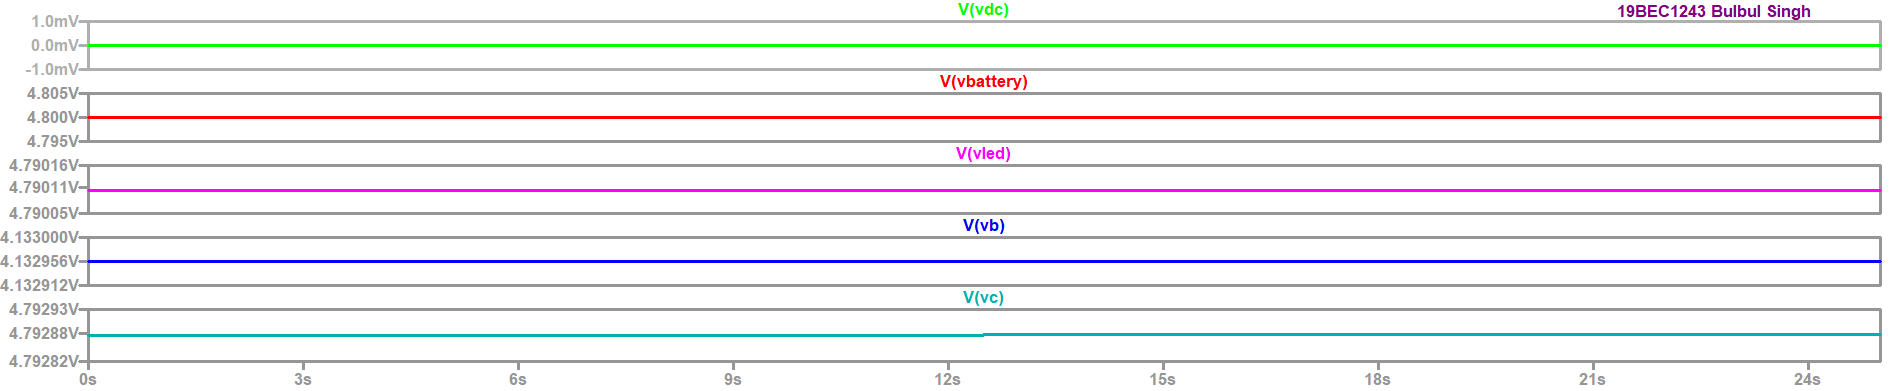 V(vdc)
19BEC1243 Bulbul Singh
1.0mV
0.0mV
-1.0mV
V(vbattery)
4.805V
4.800V
4.795V
V(vled)
4.79016V
4.79011V
4.79005V
V(vb)
4.133000V
4.132956V
4.132912V
V(vc)
4.79293V
4.79288V
4.79282V
0s 3s 6s 9s 12s 15s 18s 21s 24s